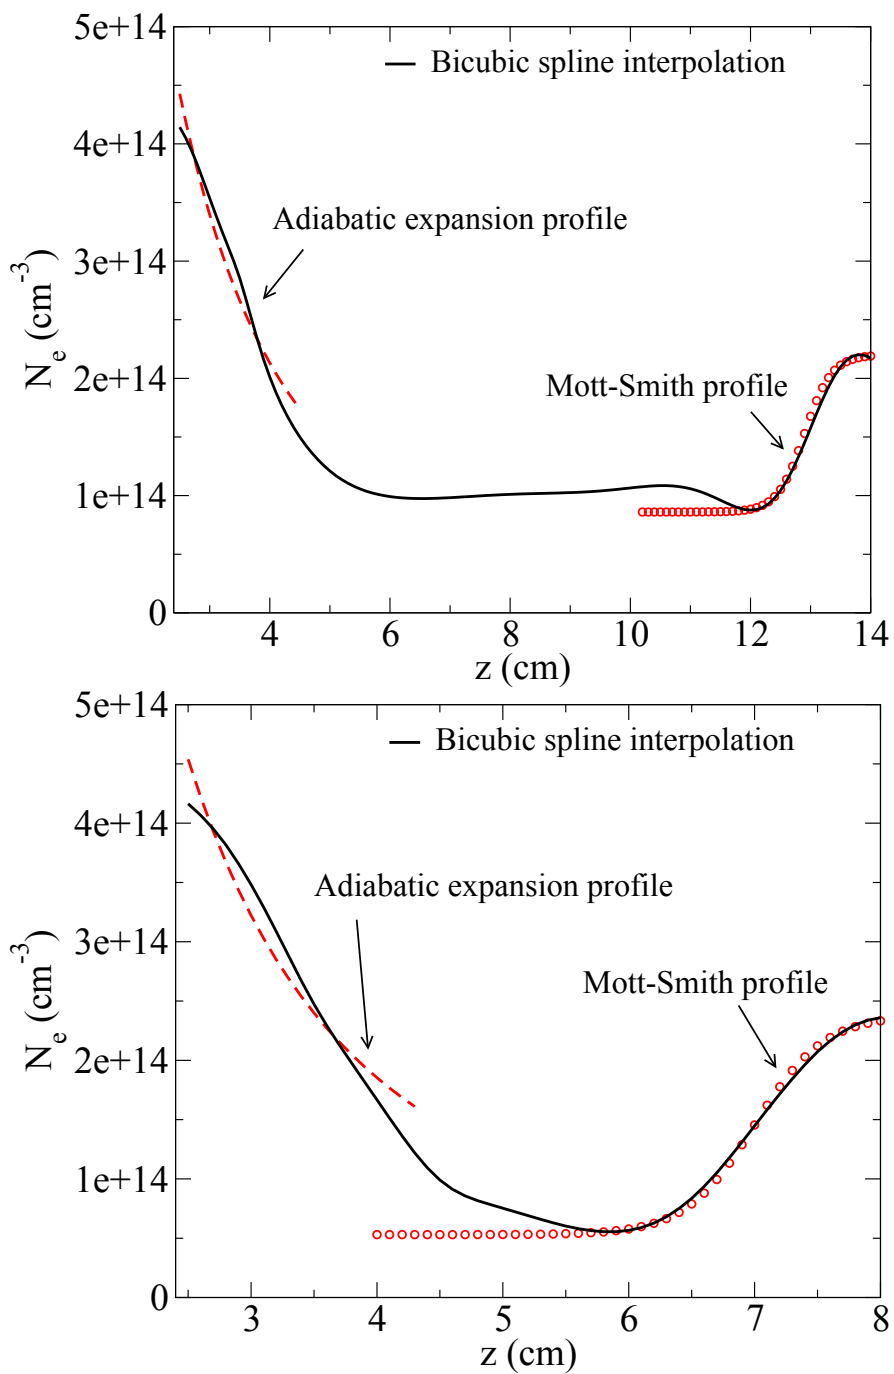 5e+14
Bicubic spline interpolation
4e+14
Adiabatic expansion profile
3e+14
N_e (cm^-3)
2e+14
Mott-Smith profile
1e+14
0
4 6 8 10 12 14
z (cm)
5e+14
Bicubic spline interpolation
4e+14
Adiabatic expansion profile
3e+14
N_e (cm^-3)
Mott-Smith profile
2e+14
1e+14
0
3 4 5 6 7 8
z (cm)